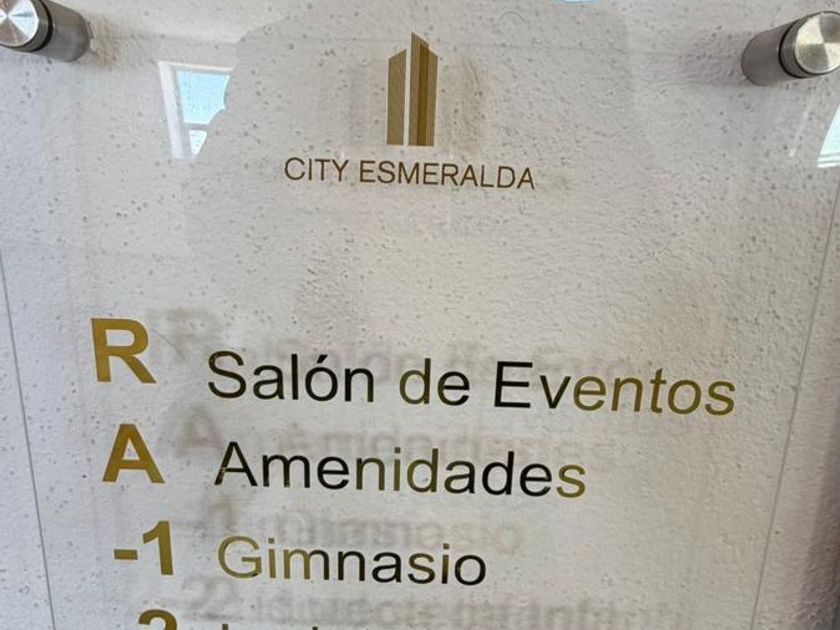 CITY ESMERALDA
R Salón de Eventos
A Amenidades
-1 Gimnasio